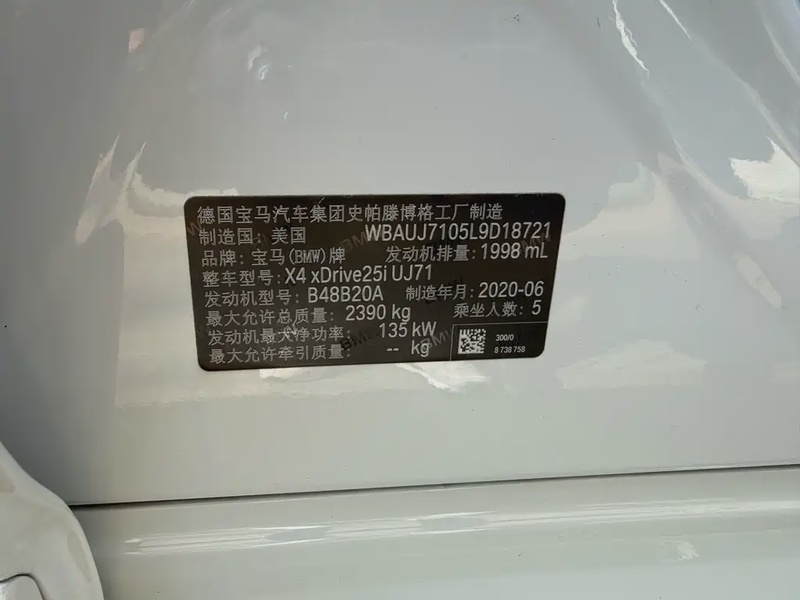 德国宝马汽车集团史帕滕博格工厂制造
制造国: 美国 WBAUJ7105L9D18721
品牌: 宝马(BMW)牌 发动机排量: 1998 mL
整车型号: X4 xDrive25i UJ71
发动机型号: B48B20A 制造年月: 2020-06
最大允许总质量: 2390 kg 乘坐人数: 5
发动机最大净功率: 135 kW
最大允许牵引质量: -- kg
300/0
8 738 758